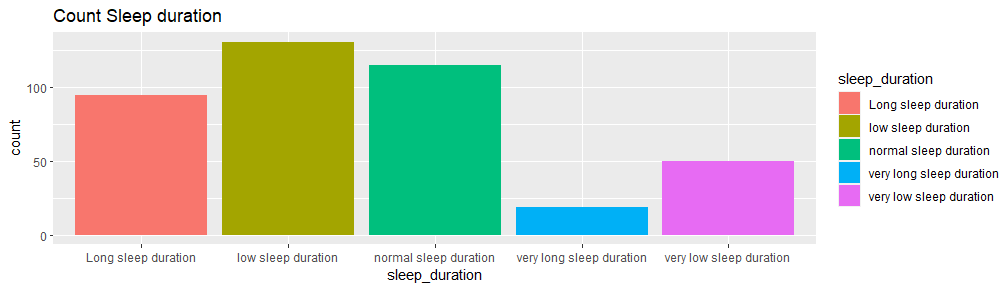 Count Sleep duration
count
100
50
0
Long sleep duration
low sleep duration
normal sleep duration
very long sleep duration
very low sleep duration
sleep_duration
sleep_duration
Long sleep duration
low sleep duration
normal sleep duration
very long sleep duration
very low sleep duration